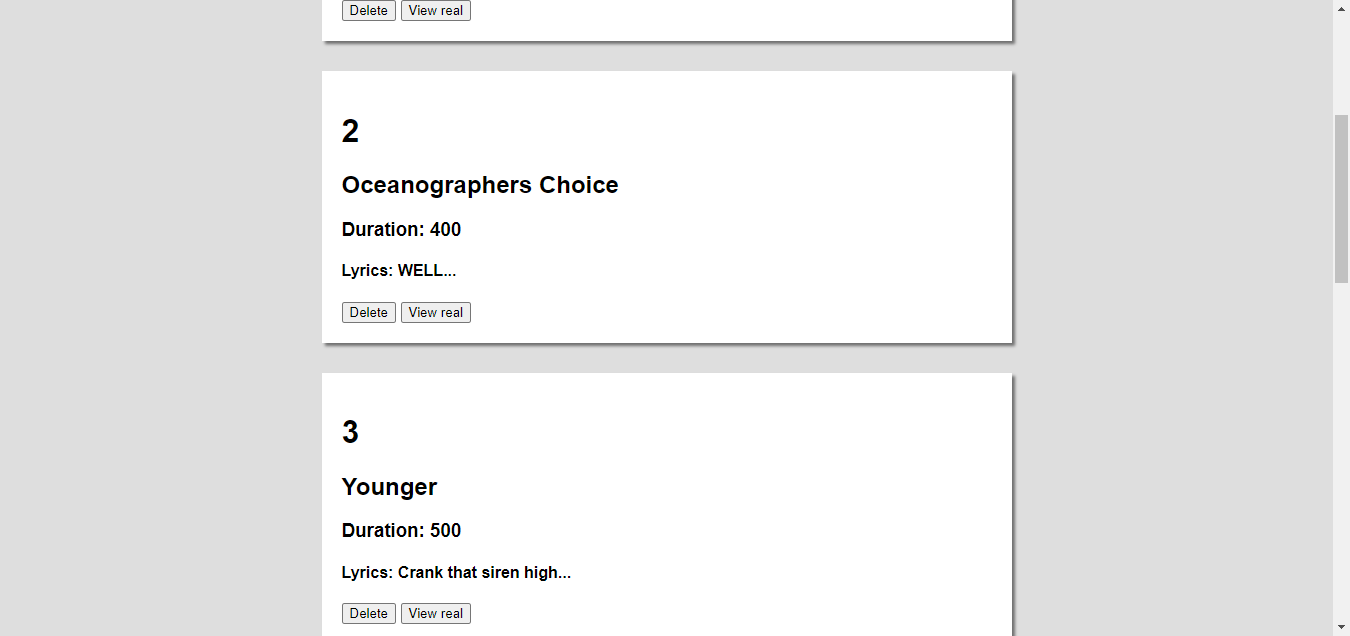 Delete View real
2
Oceanographers Choice
Duration: 400
Lyrics: WELL...
Delete View real
3
Younger
Duration: 500
Lyrics: Crank that siren high...
Delete View real